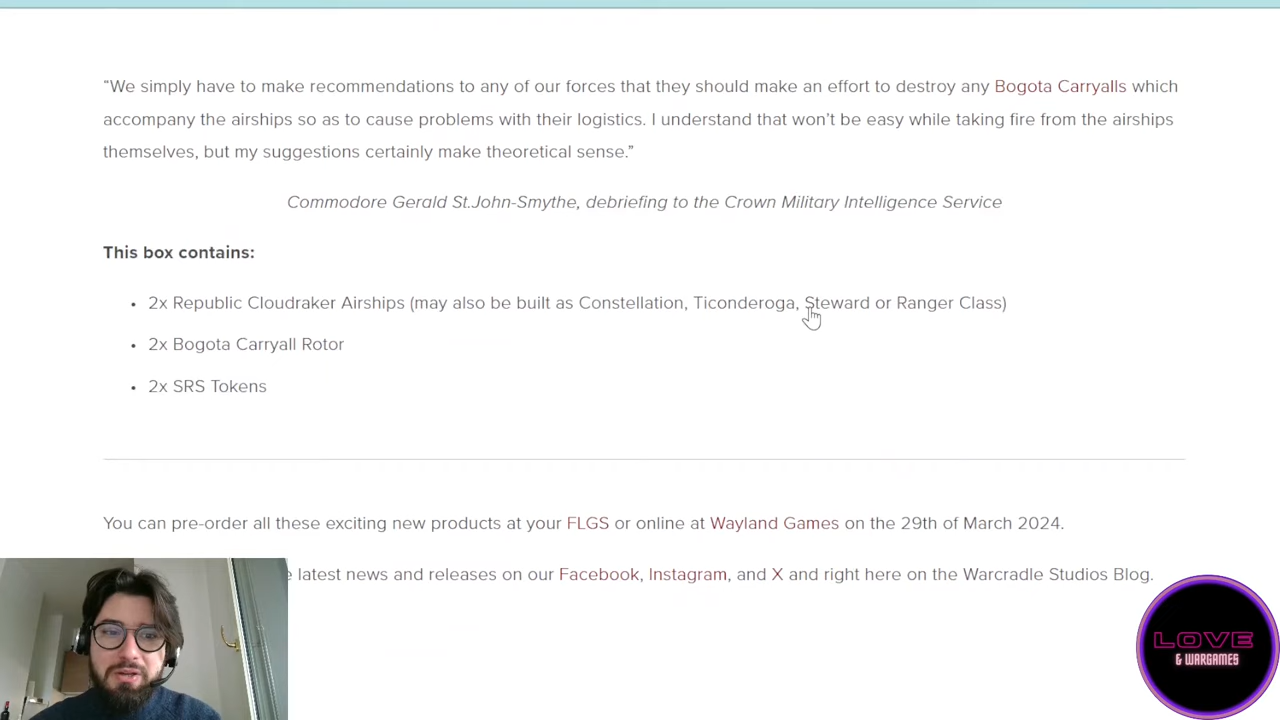 “We simply have to make recommendations to any of our forces that they should make an effort to destroy any Bogota Carryalls which
accompany the airships so as to cause problems with their logistics. I understand that won’t be easy while taking fire from the airships
themselves, but my suggestions certainly make theoretical sense.”
Commodore Gerald St.John-Smythe, debriefing to the Crown Military Intelligence Service
This box contains:
• 2x Republic Cloudraker Airships (may also be built as Constellation, Ticonderoga, Steward or Ranger Class)
• 2x Bogota Carryall Rotor
• 2x SRS Tokens
You can pre-order all these exciting new products at your FLGS or online at Wayland Games on the 29th of March 2024.
latest news and releases on our Facebook, Instagram, and X and right here on the Warcradle Studios Blog.
LOVE
& WARGAMES